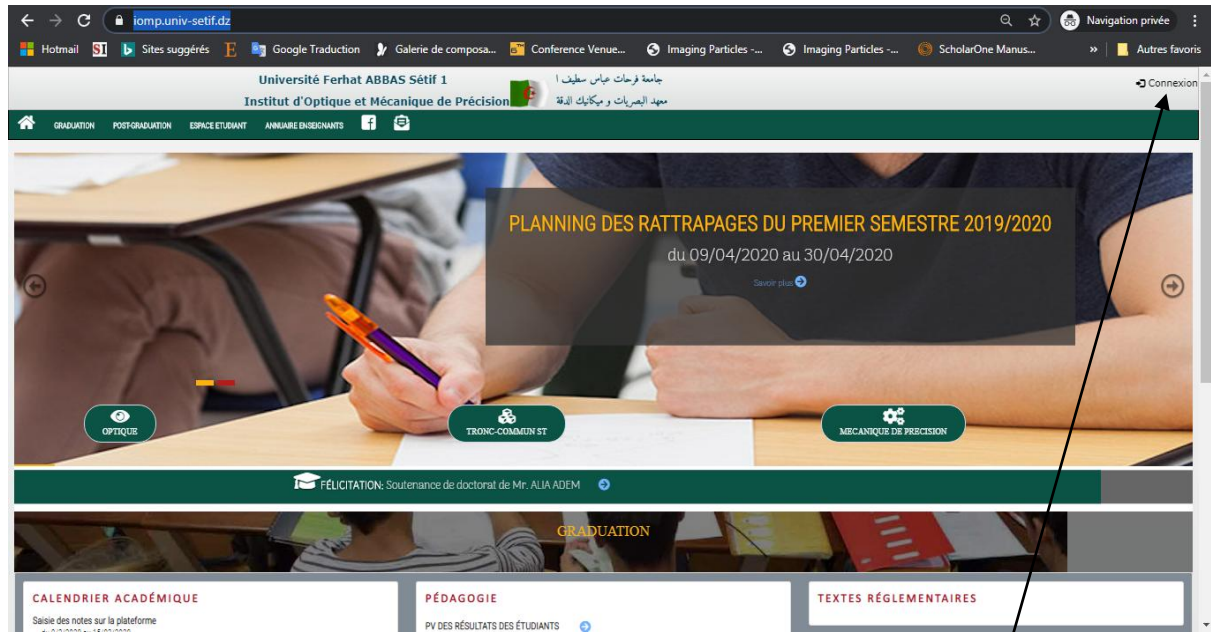 iomp.univ-setif.dz
Navigation privée
Hotmail SI Sites suggérés E Google Traduction Galerie de composa... Conference Venue... Imaging Particles -... Imaging Particles -... ScholarOne Manus... » Autres favoris
Université Ferhat ABBAS Sétif 1
جامعة فرحات عباس سطيف ١
Institut d'Optique et Mécanique de Précision
معهد البصريات و ميكانيك الدقة
Connexion
GRADUATION POST-GRADUATION ESPACE ETUDIANT ANNUAIRE ENSEIGNANTS
PLANNING DES RATTRAPAGES DU PREMIER SEMESTRE 2019/2020
du 09/04/2020 au 30/04/2020
Savoir plus
OPTIQUE
TRONC-COMMUN ST
MECANIQUE DE PRECISION
FÉLICITATION: Soutenance de doctorat de Mr. ALIA ADEM
GRADUATION
CALENDRIER ACADÉMIQUE
Saisie des notes sur la plateforme
PÉDAGOGIE
PV DES RÉSULTATS DES ÉTUDIANTS
TEXTES RÉGLEMENTAIRES